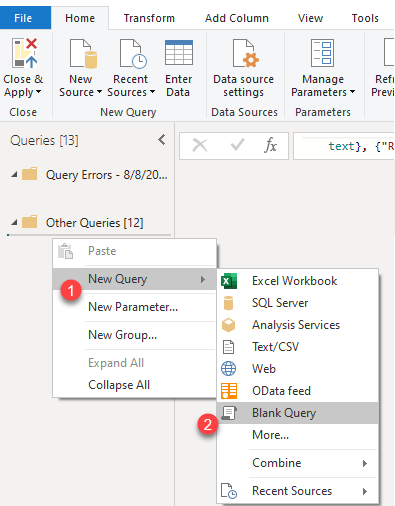 File Home Transform Add Column View Tools
Close & Apply New Source Recent Sources Enter Data Data source settings Manage Parameters Refr Previ
Close New Query Data Sources Parameters
Queries [13]
fx text}, {"R
Query Errors - 8/8/20...
Other Queries [12]
Paste
1 New Query
New Parameter...
New Group...
Expand All
Collapse All
Excel Workbook
SQL Server
Analysis Services
Text/CSV
Web
OData feed
2 Blank Query
More...
Combine
Recent Sources